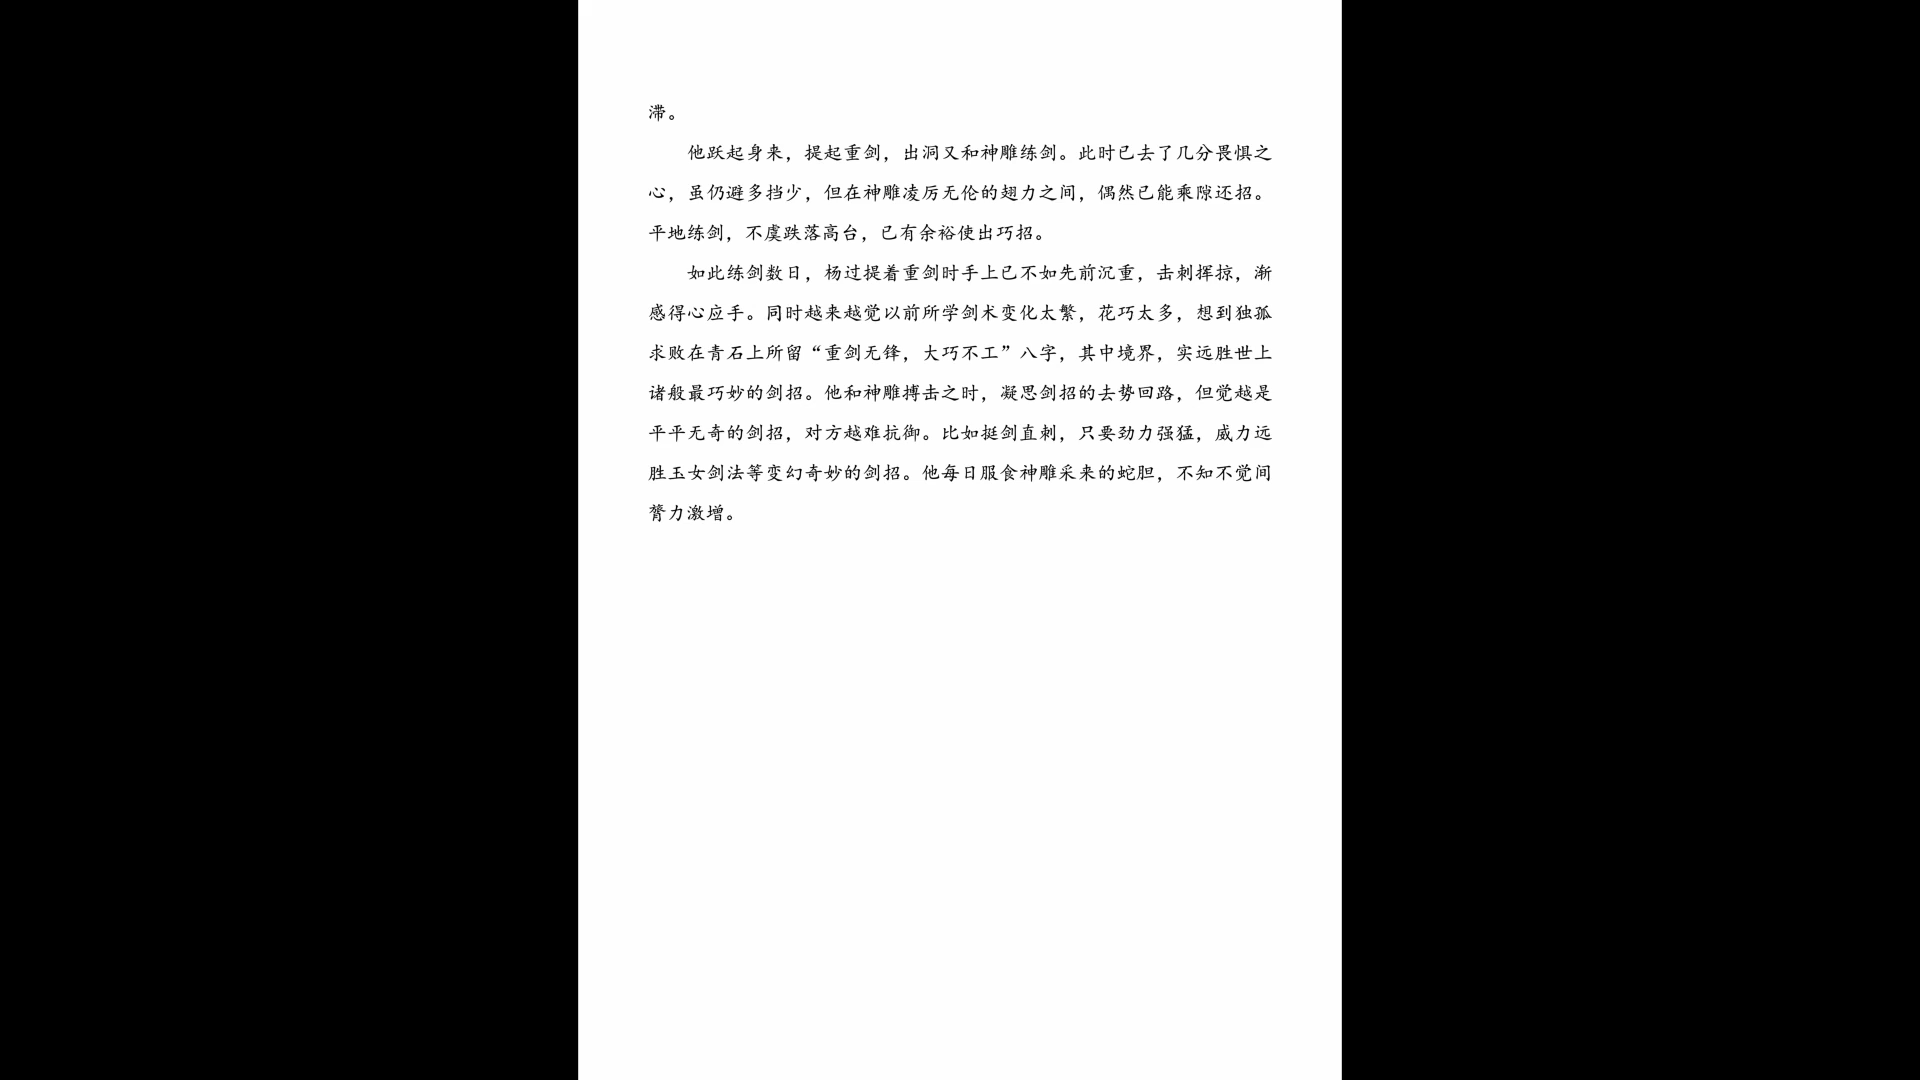 滞。
他跃起身来，提起重剑，出洞又和神雕练剑。此时已去了几分畏惧之
心，虽仍避多挡少，但在神雕凌厉无伦的翅力之间，偶然已能乘隙还招。
平地练剑，不虞跌落高台，已有余裕使出巧招。
如此练剑数日，杨过提着重剑时手上已不如先前沉重，击刺挥掠，渐
感得心应手。同时越来越觉以前所学剑术变化太繁，花巧太多，想到独孤
求败在青石上所留“重剑无锋，大巧不工”八字，其中境界，实远胜世上
诸般最巧妙的剑招。他和神雕搏击之时，凝思剑招的去势回路，但觉越是
平平无奇的剑招，对方越难抗御。比如挺剑直刺，只要劲力强猛，威力远
胜玉女剑法等变幻奇妙的剑招。他每日服食神雕采来的蛇胆，不知不觉间
膂力激增。